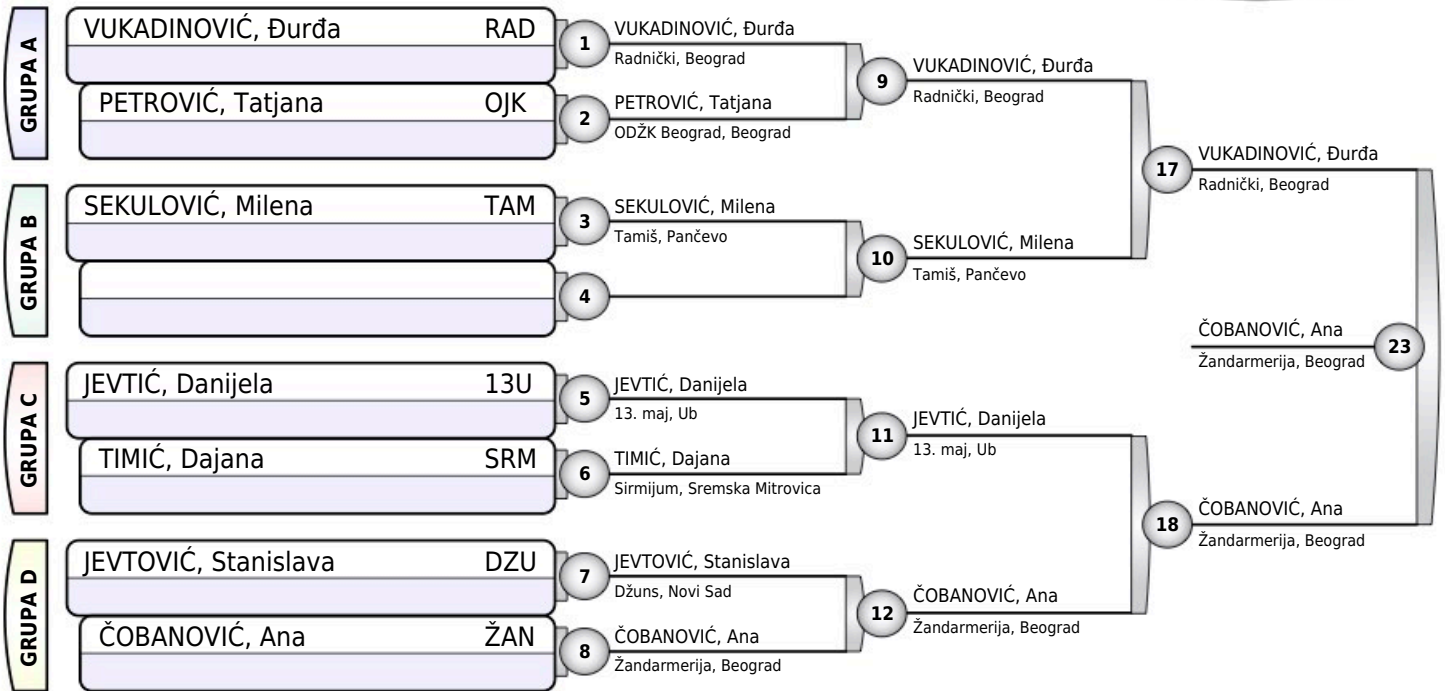 GRUPA A
VUKADINOVIĆ, Đurđa RAD
PETROVIĆ, Tatjana OJK
GRUPA B
SEKULOVIĆ, Milena TAM
GRUPA C
JEVTIĆ, Danijela 13U
TIMIĆ, Dajana SRM
GRUPA D
JEVTOVIĆ, Stanislava DZU
ČOBANOVIĆ, Ana ŽAN
1
VUKADINOVIĆ, Đurđa
Radnički, Beograd
2
PETROVIĆ, Tatjana
ODŽK Beograd, Beograd
3
SEKULOVIĆ, Milena
Tamiš, Pančevo
4
5
JEVTIĆ, Danijela
13. maj, Ub
6
TIMIĆ, Dajana
Sirmijum, Sremska Mitrovica
7
JEVTOVIĆ, Stanislava
Džuns, Novi Sad
8
ČOBANOVIĆ, Ana
Žandarmerija, Beograd
9
VUKADINOVIĆ, Đurđa
Radnički, Beograd
10
SEKULOVIĆ, Milena
Tamiš, Pančevo
11
JEVTIĆ, Danijela
13. maj, Ub
12
ČOBANOVIĆ, Ana
Žandarmerija, Beograd
17
VUKADINOVIĆ, Đurđa
Radnički, Beograd
18
ČOBANOVIĆ, Ana
Žandarmerija, Beograd
ČOBANOVIĆ, Ana
Žandarmerija, Beograd
23